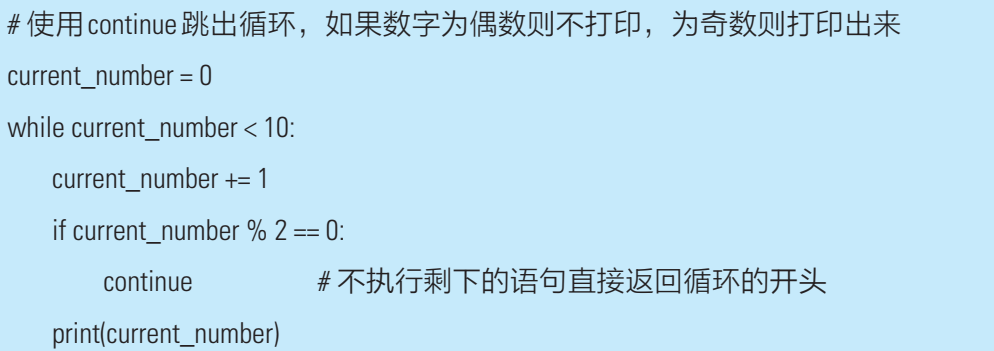 # 使用continue跳出循环，如果数字为偶数则不打印，为奇数则打印出来
current_number = 0
while current_number < 10:
    current_number += 1
    if current_number % 2 == 0:
        continue            # 不执行剩下的语句直接返回循环的开头
    print(current_number)